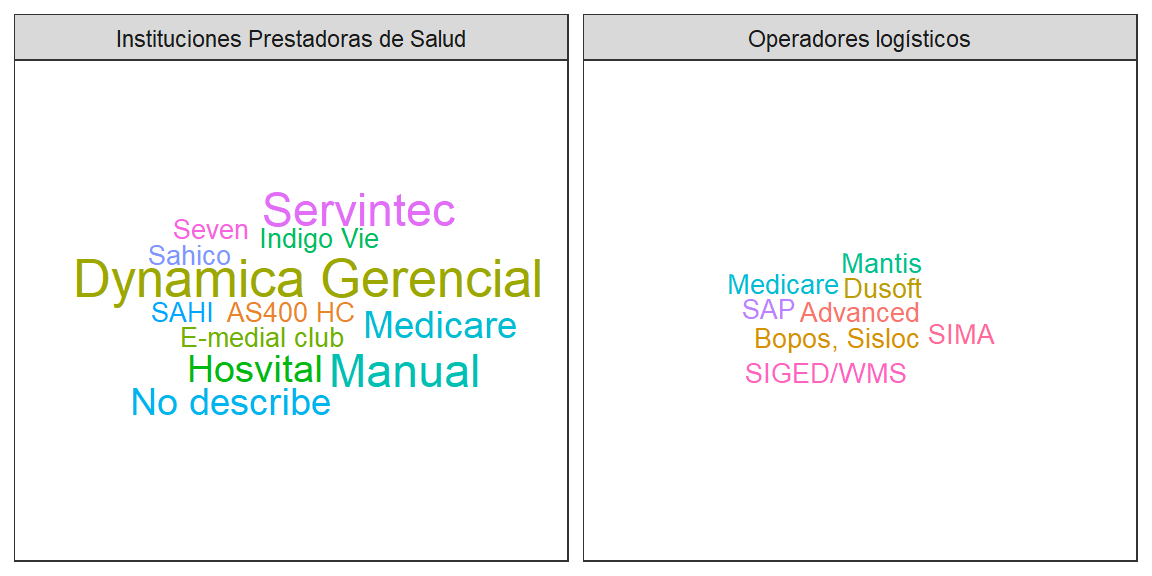 Instituciones Prestadoras de Salud
Servintec
Seven
Indigo Vie
Sahico
Dynamica Gerencial
SAHI
AS400 HC
Medicare
E-medial club
Hosvital
Manual
No describe
Operadores logísticos
Mantis
Medicare
Dusoft
SAP
Advanced
Bopos, Sisloc
SIMA
SIGED/WMS